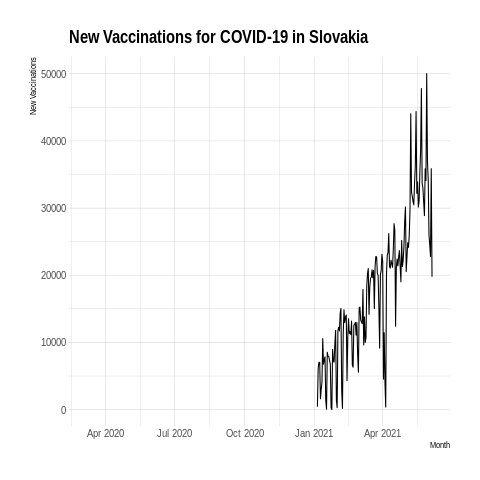 New Vaccinations for COVID-19 in Slovakia
New Vaccinations
50000
40000
30000
20000
10000
0
Apr 2020 Jul 2020 Oct 2020 Jan 2021 Apr 2021
Month